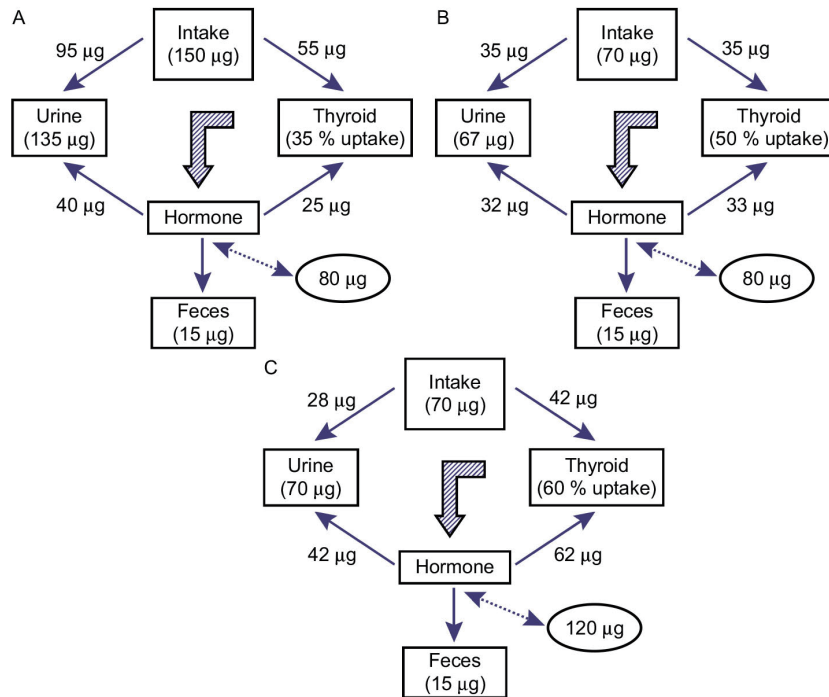 A
Intake
(150 µg)
95 µg
55 µg
Urine
(135 µg)
Thyroid
(35 % uptake)
40 µg
25 µg
Hormone
80 µg
Feces
(15 µg)
B
Intake
(70 µg)
35 µg
35 µg
Urine
(67 µg)
Thyroid
(50 % uptake)
32 µg
33 µg
Hormone
80 µg
Feces
(15 µg)
C
Intake
(70 µg)
28 µg
42 µg
Urine
(70 µg)
Thyroid
(60 % uptake)
42 µg
62 µg
Hormone
120 µg
Feces
(15 µg)